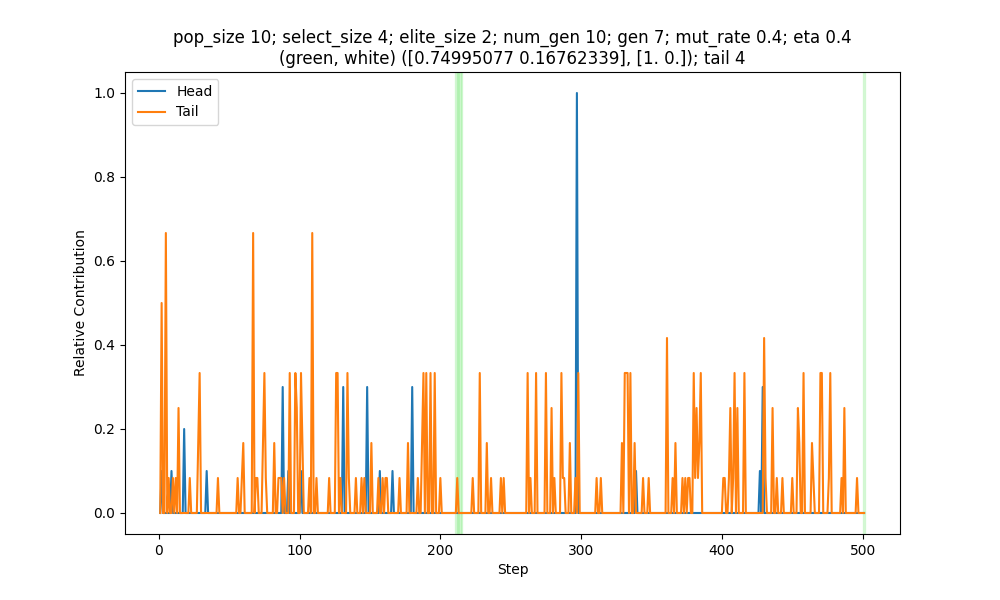 pop_size 10; select_size 4; elite_size 2; num_gen 10; gen 7; mut_rate 0.4; eta 0.4
(green, white) ([0.74995077 0.16762339], [1. 0.]); tail 4
Head
Tail
1.0
0.8
0.6
0.4
0.2
0.0
Relative Contribution
0 100 200 300 400 500
Step